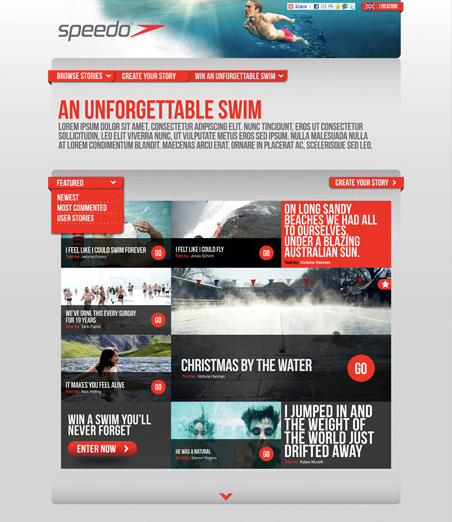 Share
LOCATION
speedo
BROWSE STORIES
CREATE YOUR STORY
WIN AN UNFORGETTABLE SWIM
AN UNFORGETTABLE SWIM
LOREM IPSUM DOLOR SIT AMET, CONSECTETUR ADIPISCING ELIT. NUNC TINCIDUNT, EROS UT CONSECTETUR
SOLLICITUDIN, LEO ELIT VIVERRA NUNC, UT VULPUTATE METUS EROS SED IPSUM. NULLA MALESUADA NULLA
AT LOREM CONDIMENTUM BLANDIT. MAECENAS ARCU ERAT, ORNARE IN PLACERAT AC, SCELERISQUE SED LEO.
FEATURED
CREATE YOUR STORY
NEWEST
MOST COMMENTED
USER STORIES
I FEEL LIKE I COULD SWIM FOREVER
Told by: Jerome Peters
GO
I FELT LIKE I COULD FLY
Told by: Jonas Schmit
GO
ON LONG SANDY
BEACHES WE HAD ALL
TO OURSELVES,
UNDER A BLAZING
AUSTRALIAN SUN.
Told by: Victoria Hannan
WE'VE DONE THIS EVERY SUNDAY
FOR 19 YEARS
Told by: Tarik Fathil
GO
CHRISTMAS BY THE WATER
Told by: Victoria Hannan
GO
IT MAKES YOU FEEL ALIVE
Told by: Nick Pelling
GO
WIN A SWIM YOU'LL
NEVER FORGET
ENTER NOW
HE WAS A NATURAL
Told by: Steven Rogers
GO
I JUMPED IN AND
THE WEIGHT OF
THE WORLD JUST
DRIFTED AWAY
Told by: Katya Murelli